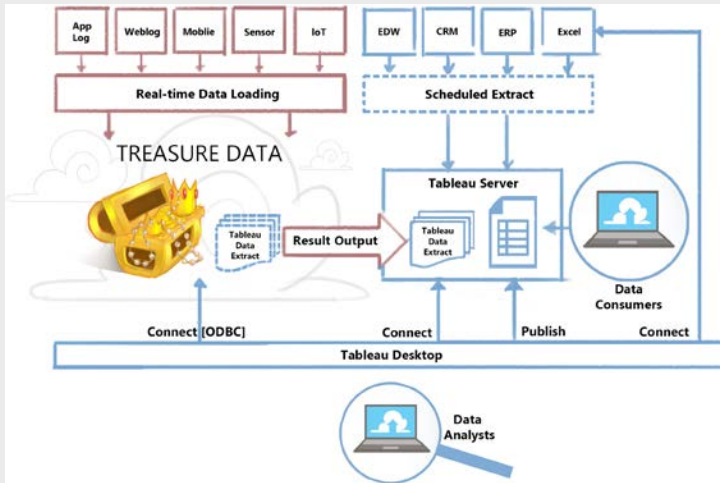 App
Log
Weblog
Moblie
Sensor
IoT
EDW
CRM
ERP
Excel
Real-time Data Loading
Scheduled Extract
TREASURE DATA
Tableau Server
Tableau
Data
Extract
Result Output
Tableau
Data
Extract
Data
Consumers
Connect [ODBC]
Connect
Publish
Connect
Tableau Desktop
Data
Analysts